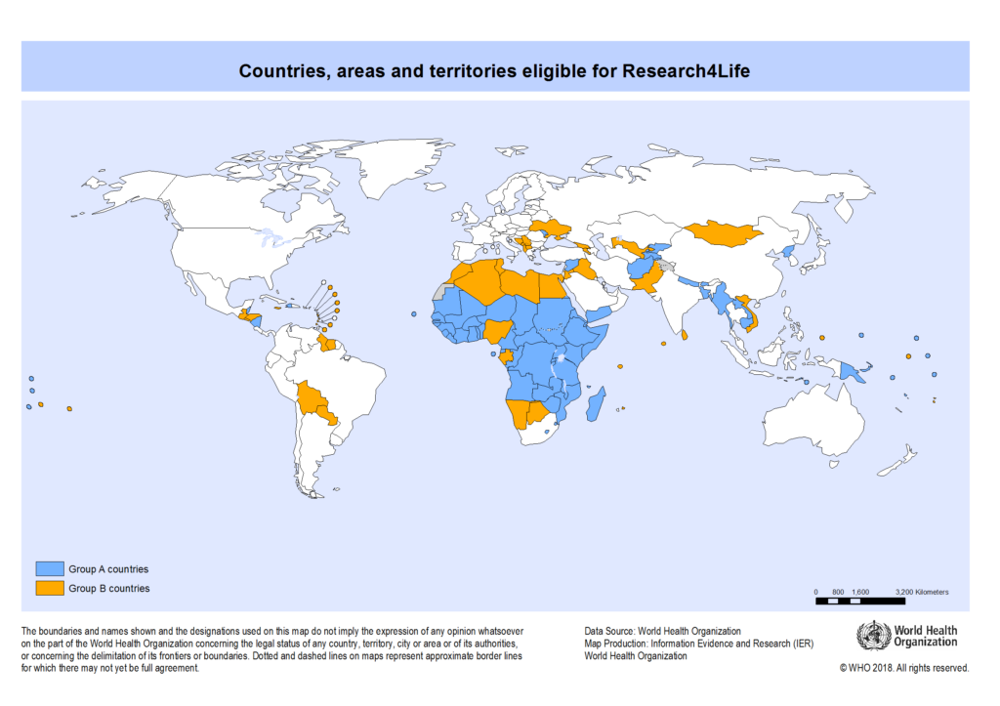 Countries, areas and territories eligible for Research4Life
Group A countries
Group B countries
0 800 1,600 3,200 Kilometers
The boundaries and names shown and the designations used on this map do not imply the expression of any opinion whatsoever
on the part of the World Health Organization concerning the legal status of any country, territory, city or area or of its authorities,
or concerning the delimitation of its frontiers or boundaries. Dotted and dashed lines on maps represent approximate border lines
for which there may not yet be full agreement.
Data Source: World Health Organization
Map Production: Information Evidence and Research (IER)
World Health Organization
World Health
Organization
© WHO 2018. All rights reserved.